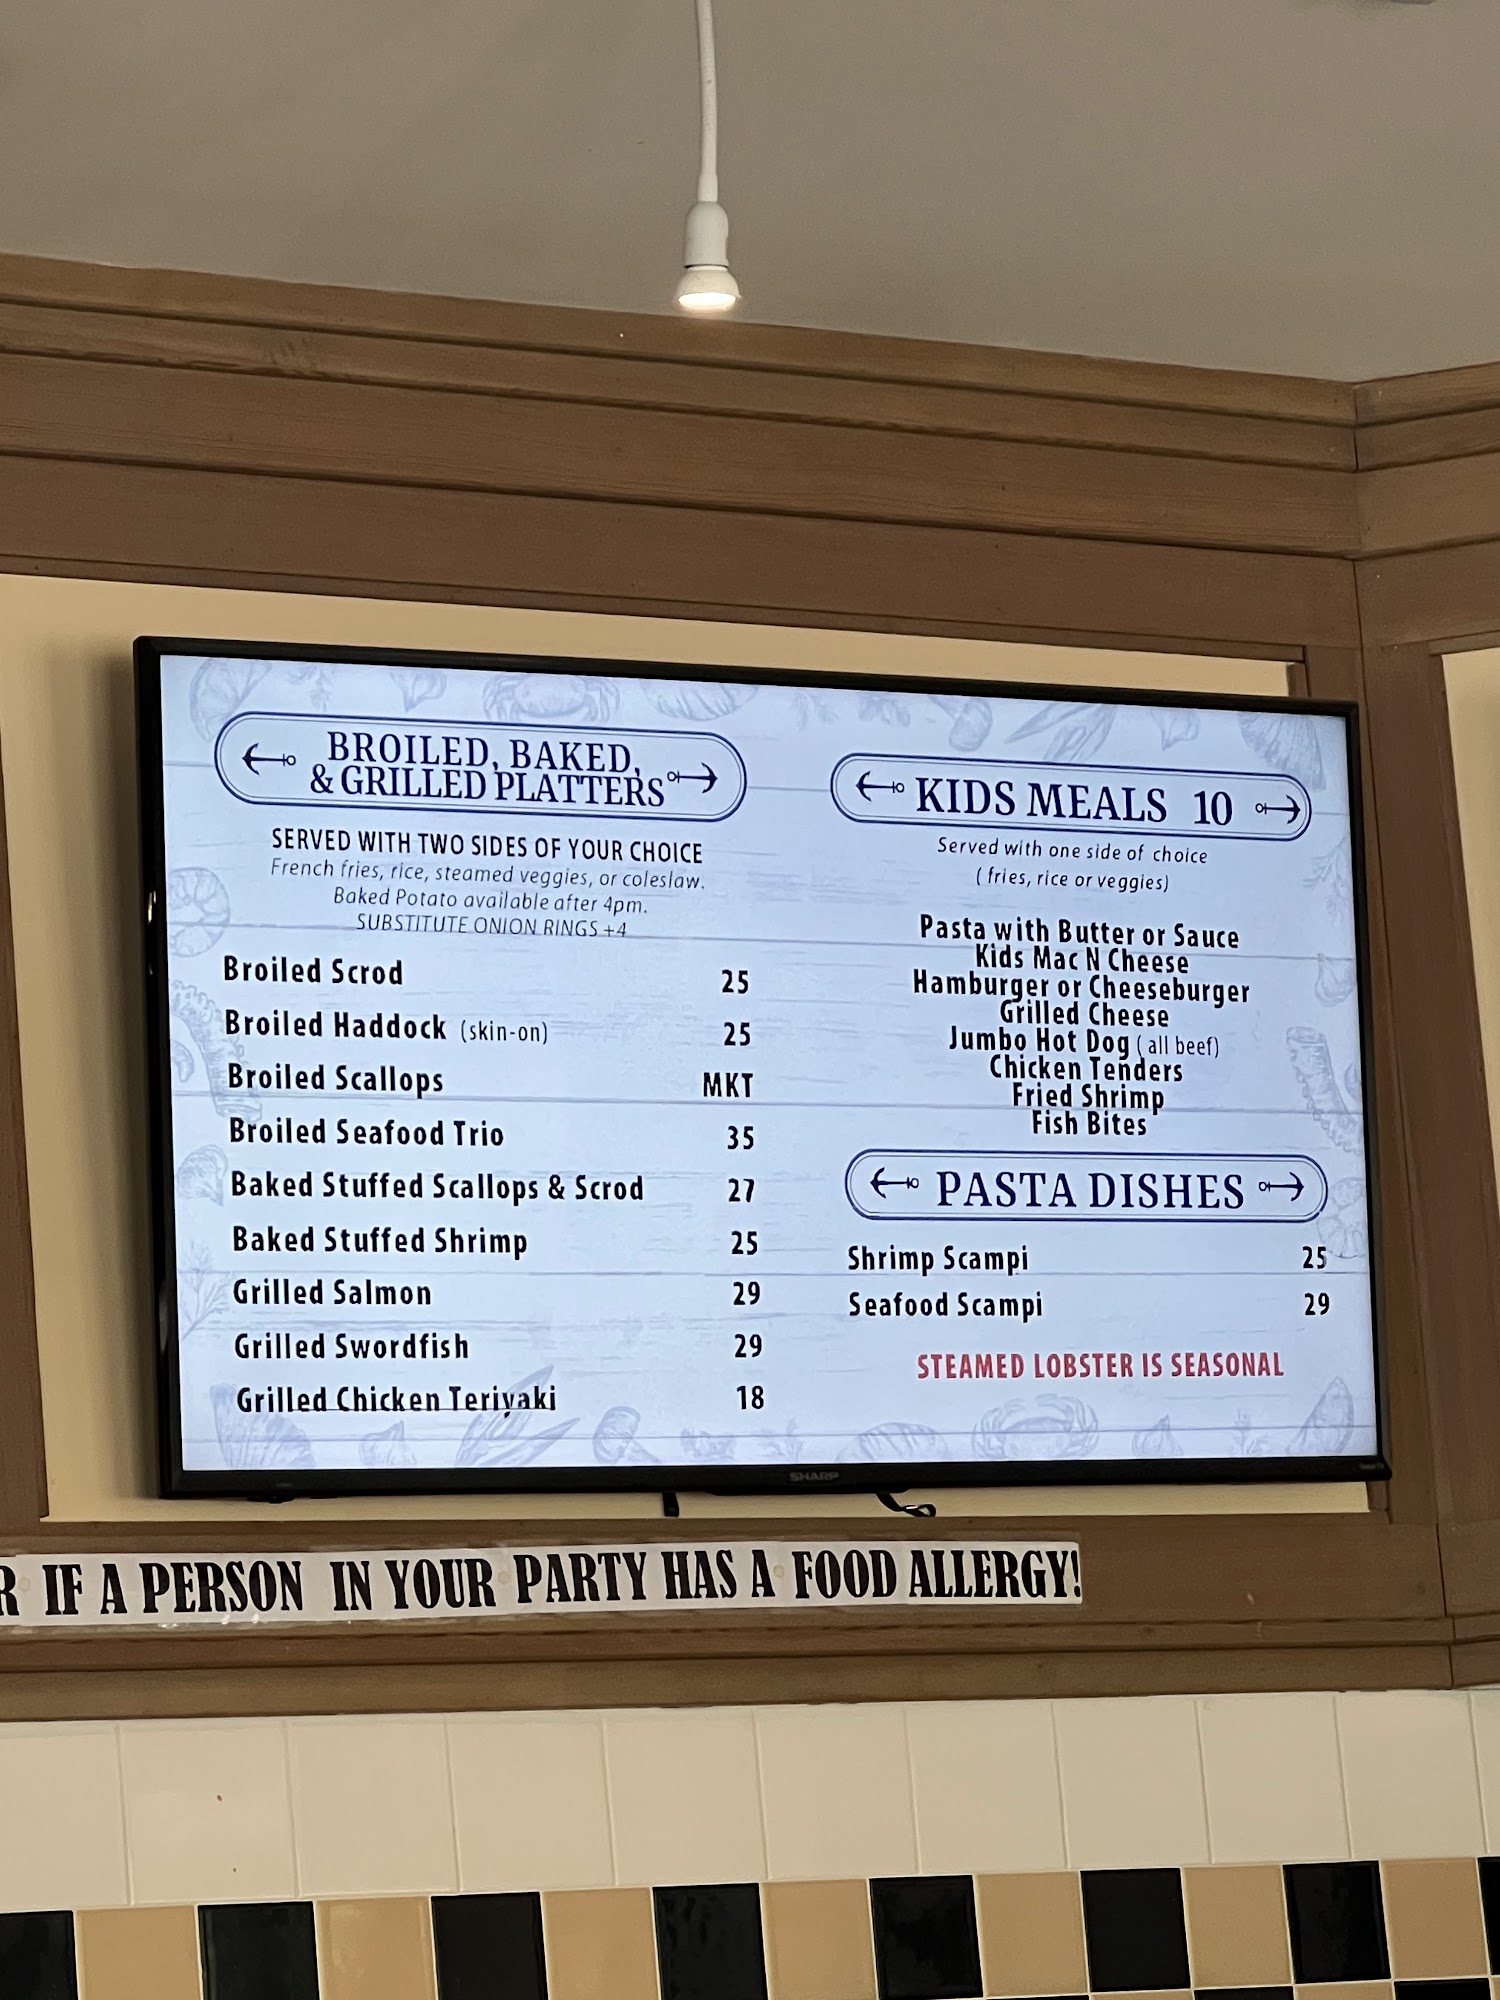 BROILED, BAKED,
& GRILLED PLATTERS
SERVED WITH TWO SIDES OF YOUR CHOICE
French fries, rice, steamed veggies, or coleslaw.
Baked Potato available after 4pm.
SUBSTITUTE ONION RINGS +4
Broiled Scrod 25
Broiled Haddock (skin-on) 25
Broiled Scallops MKT
Broiled Seafood Trio 35
Baked Stuffed Scallops & Scrod 27
Baked Stuffed Shrimp 25
Grilled Salmon 29
Grilled Swordfish 29
Grilled Chicken Teriyaki 18
KIDS MEALS 10
Served with one side of choice
( fries, rice or veggies)
Pasta with Butter or Sauce
Kids Mac N Cheese
Hamburger or Cheeseburger
Grilled Cheese
Jumbo Hot Dog ( all beef)
Chicken Tenders
Fried Shrimp
Fish Bites
PASTA DISHES
Shrimp Scampi 25
Seafood Scampi 29
STEAMED LOBSTER IS SEASONAL
SHARP
R IF A PERSON IN YOUR PARTY HAS A FOOD ALLERGY!